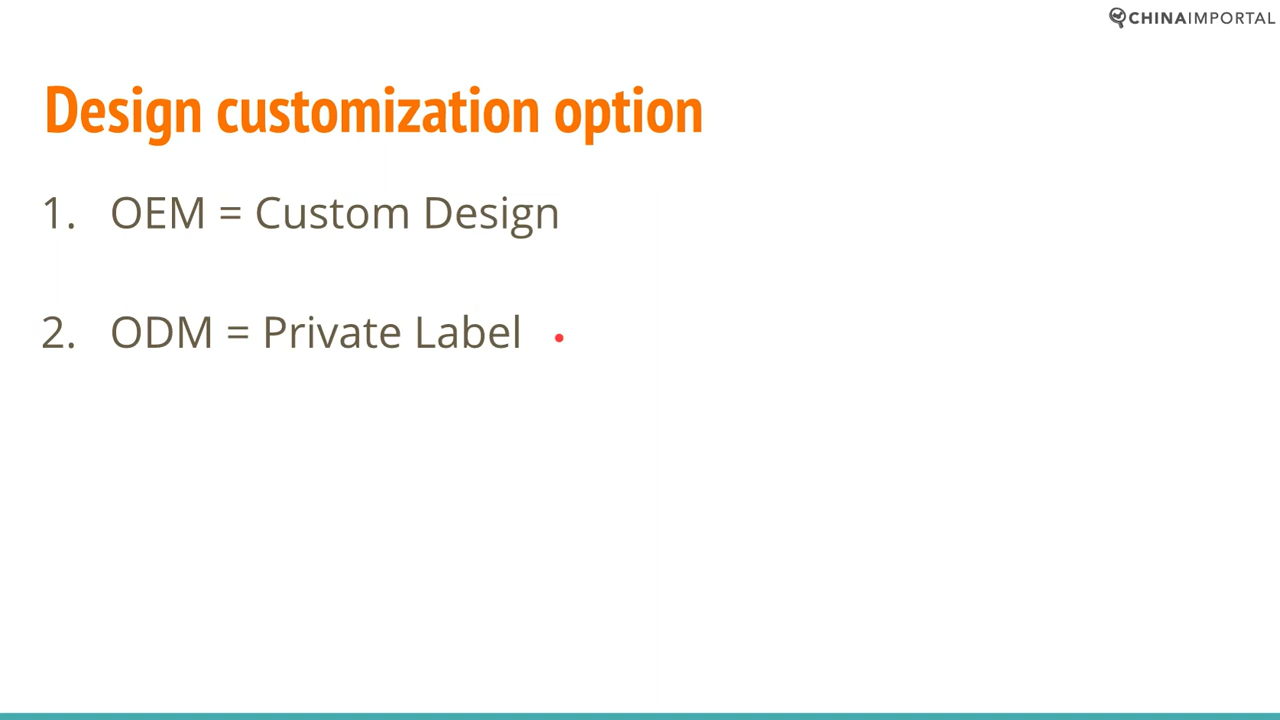 CHINAIMPORTAL
Design customization option
1. OEM = Custom Design
2. ODM = Private Label